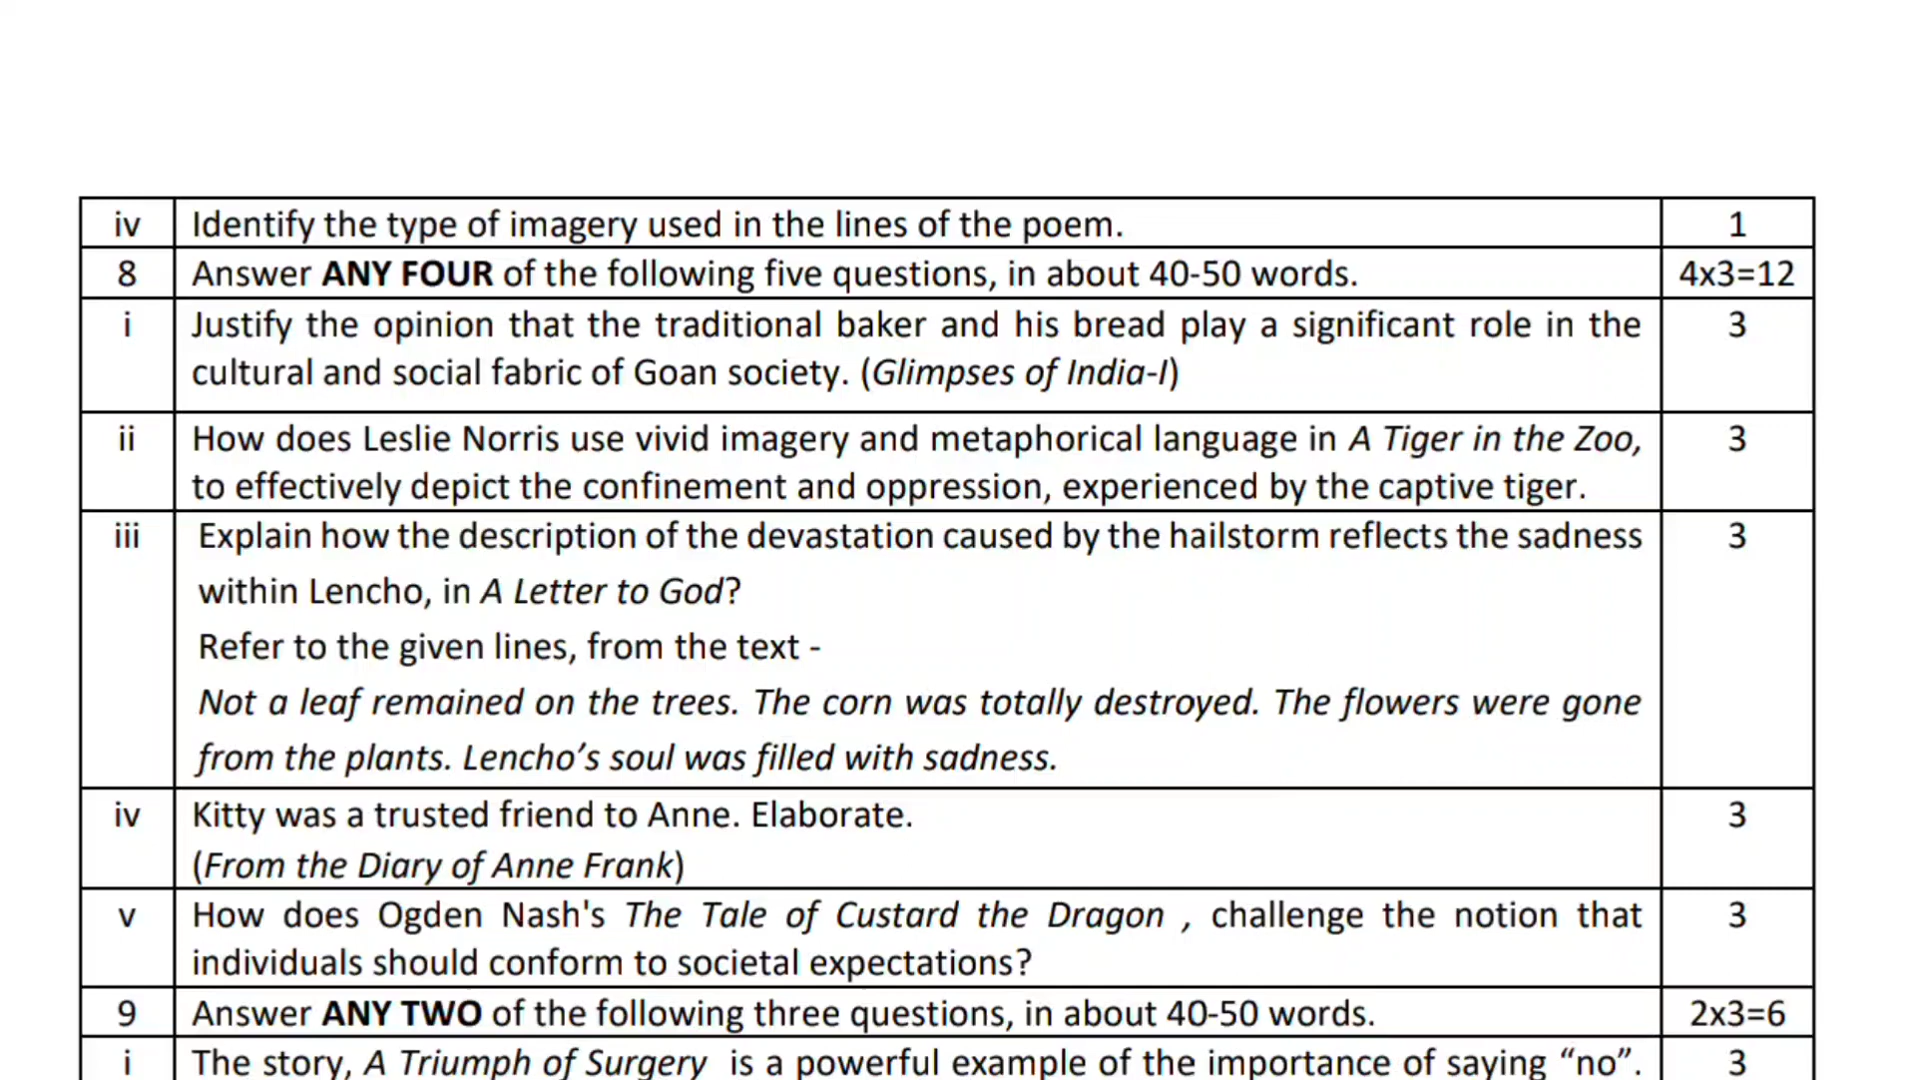 iv Identify the type of imagery used in the lines of the poem. 1
8 Answer ANY FOUR of the following five questions, in about 40-50 words. 4x3=12
i Justify the opinion that the traditional baker and his bread play a significant role in the 3
cultural and social fabric of Goan society. (Glimpses of India-I)
ii How does Leslie Norris use vivid imagery and metaphorical language in A Tiger in the Zoo, 3
to effectively depict the confinement and oppression, experienced by the captive tiger.
iii Explain how the description of the devastation caused by the hailstorm reflects the sadness 3
within Lencho, in A Letter to God?
Refer to the given lines, from the text -
Not a leaf remained on the trees. The corn was totally destroyed. The flowers were gone
from the plants. Lencho’s soul was filled with sadness.
iv Kitty was a trusted friend to Anne. Elaborate. 3
(From the Diary of Anne Frank)
v How does Ogden Nash's The Tale of Custard the Dragon , challenge the notion that 3
individuals should conform to societal expectations?
9 Answer ANY TWO of the following three questions, in about 40-50 words. 2x3=6
i The story, A Triumph of Surgery is a powerful example of the importance of saying “no”. 3